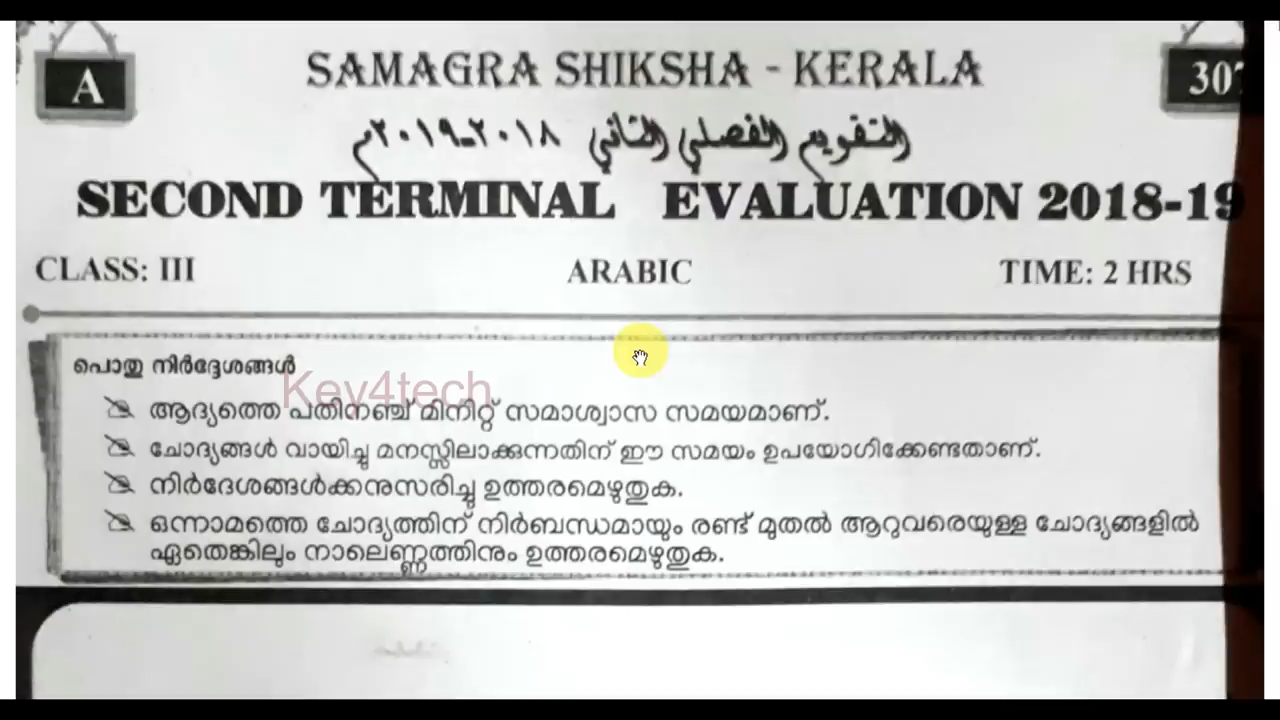 A
SAMAGRA SHIKSHA - KERALA
307
التقويم الفصلي الثاني ٢٠١٨-٢٠١٩م
SECOND TERMINAL EVALUATION 2018-19
CLASS: III ARABIC TIME: 2 HRS
പൊതു നിർദ്ദേശങ്ങൾ
Key4tech
ആദ്യത്തെ പതിനഞ്ച് മിനിറ്റ് സമാശ്വാസ സമയമാണ്.
ചോദ്യങ്ങൾ വായിച്ചു മനസ്സിലാക്കുന്നതിന് ഈ സമയം ഉപയോഗിക്കേണ്ടതാണ്.
നിർദേശങ്ങൾക്കനുസരിച്ചു ഉത്തരമെഴുതുക.
ഒന്നാമത്തെ ചോദ്യത്തിന് നിർബന്ധമായും രണ്ട് മുതൽ ആറുവരെയുള്ള ചോദ്യങ്ങളിൽ
ഏതെങ്കിലും നാലെണ്ണത്തിനും ഉത്തരമെഴുതുക.